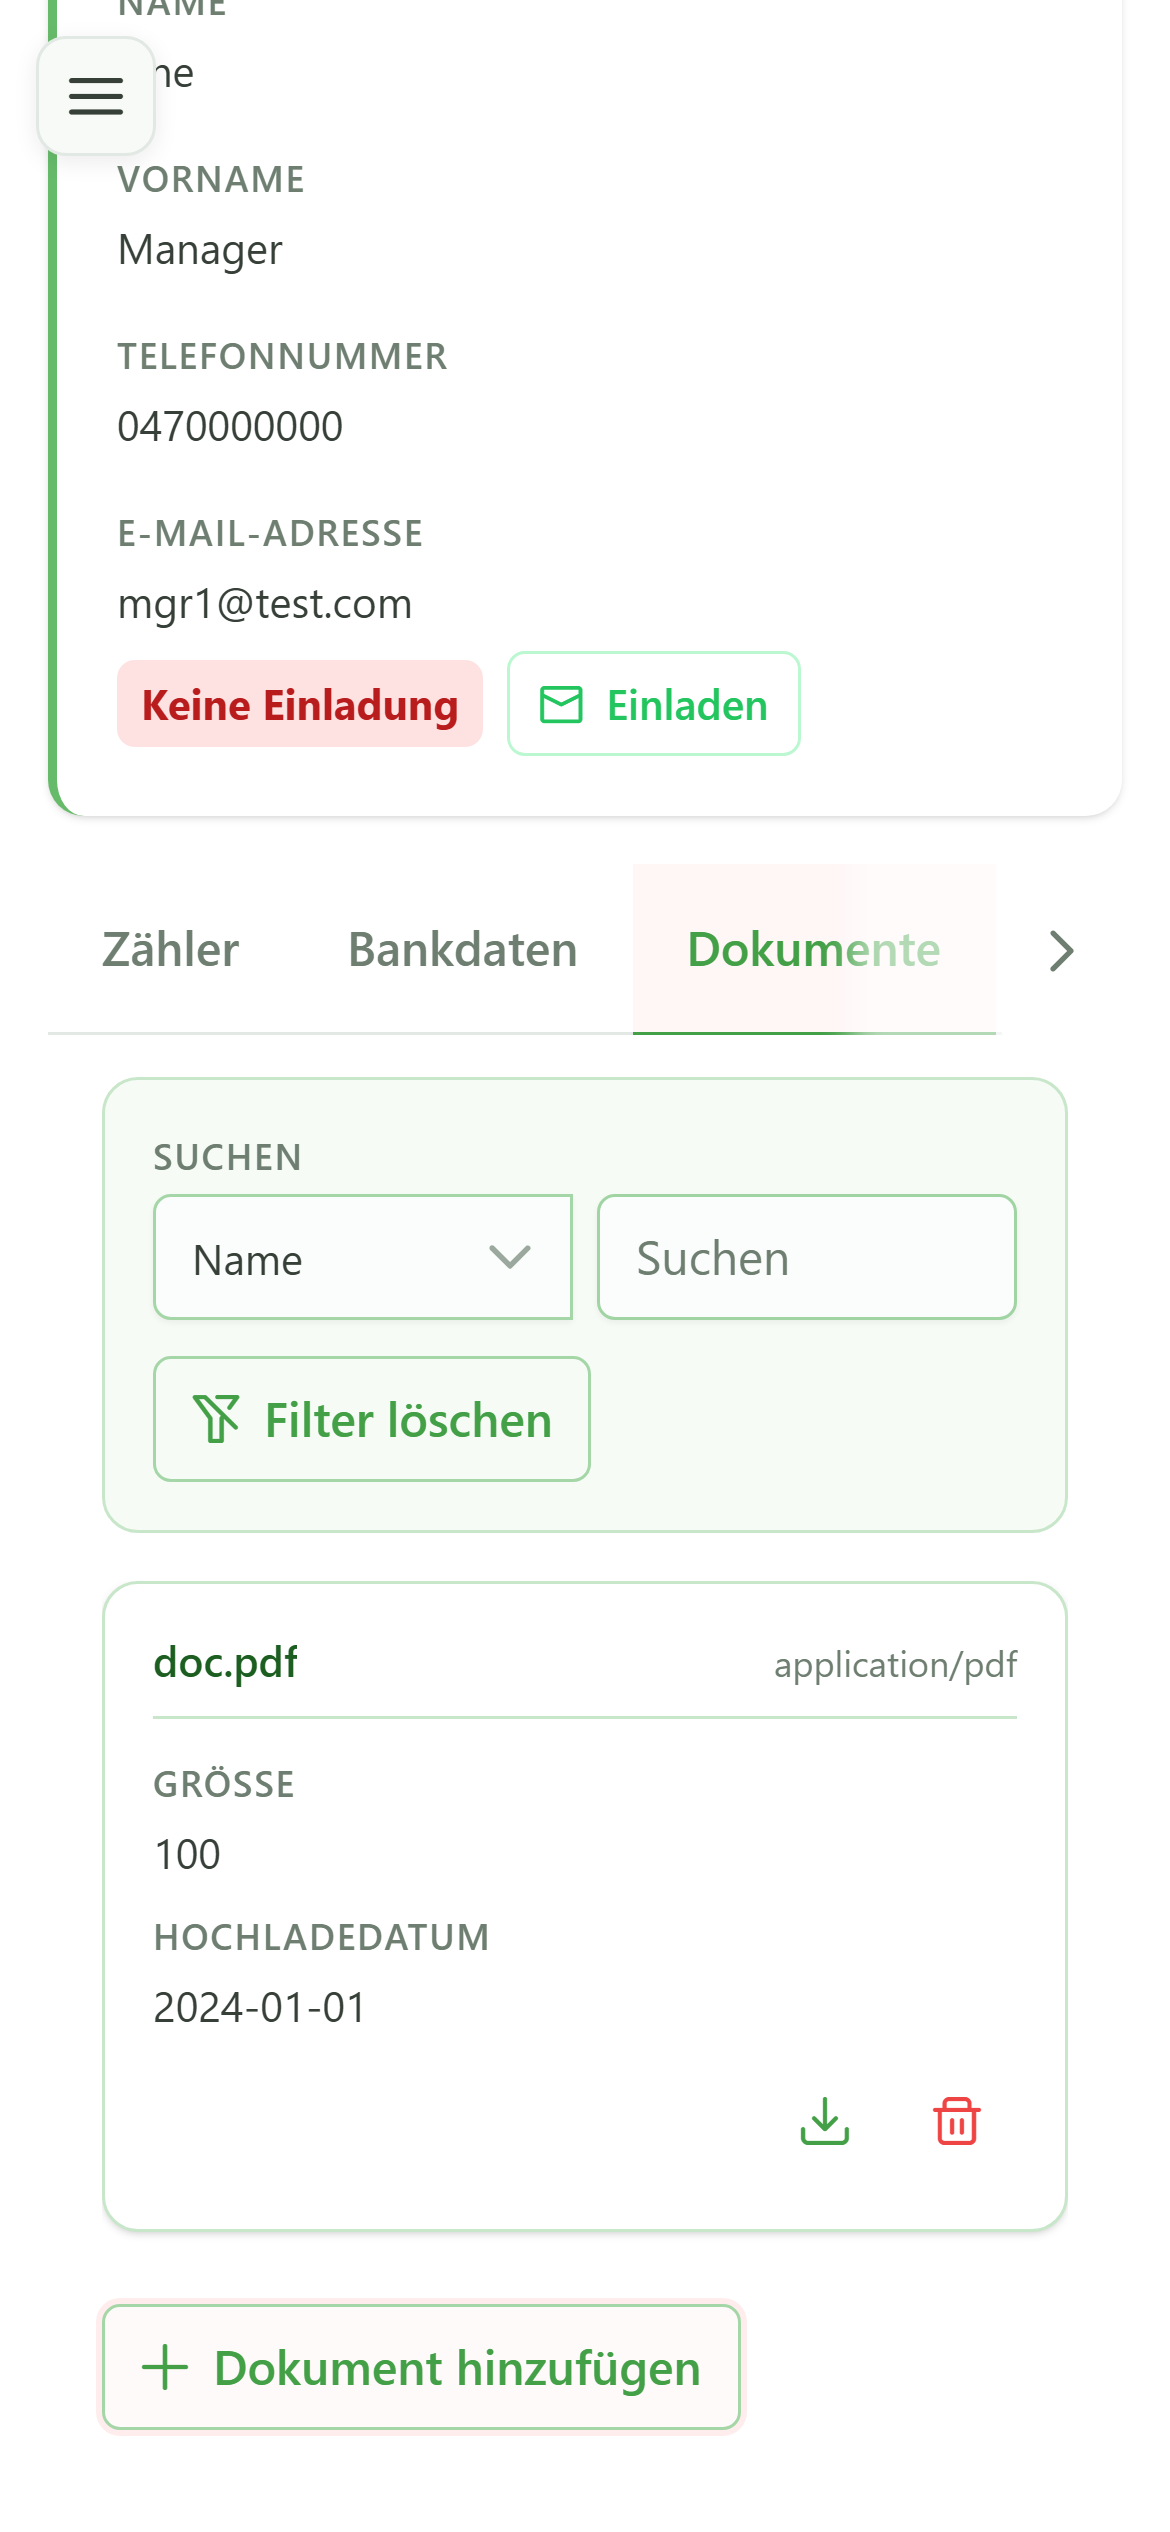 NAME
VORNAME
Manager
TELEFONNUMMER
0470000000
E-MAIL-ADRESSE
mgr1@test.com
Keine Einladung
Einladen
Zähler Bankdaten Dokumente
SUCHEN
Name Suchen
Filter löschen
doc.pdf application/pdf
GRÖSSE
100
HOCHLADEDATUM
2024-01-01
Dokument hinzufügen